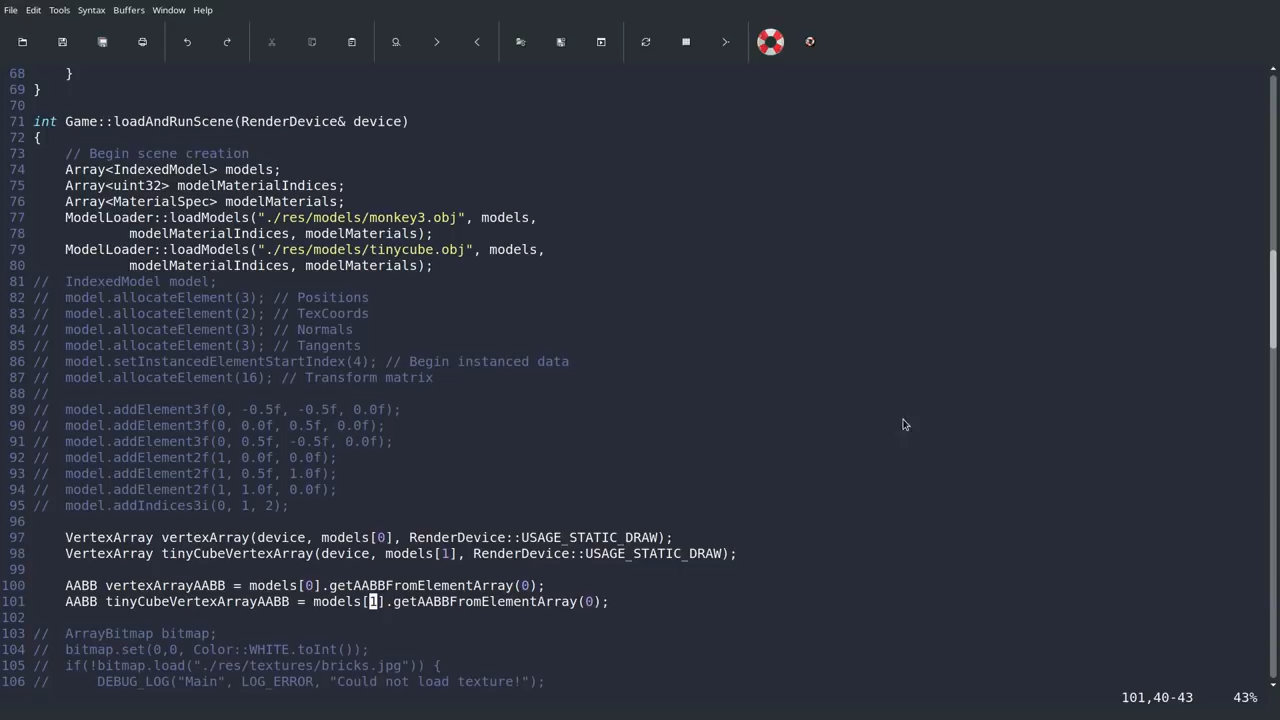 File Edit Tools Syntax Buffers Window Help
68     }
69 }
70
71 int Game::loadAndRunScene(RenderDevice& device)
72 {
73     // Begin scene creation
74     Array<IndexedModel> models;
75     Array<uint32> modelMaterialIndices;
76     Array<MaterialSpec> modelMaterials;
77     ModelLoader::loadModels("./res/models/monkey3.obj", models,
78             modelMaterialIndices, modelMaterials);
79     ModelLoader::loadModels("./res/models/tinycube.obj", models,
80             modelMaterialIndices, modelMaterials);
81 //  IndexedModel model;
82 //  model.allocateElement(3); // Positions
83 //  model.allocateElement(2); // TexCoords
84 //  model.allocateElement(3); // Normals
85 //  model.allocateElement(3); // Tangents
86 //  model.setInstancedElementStartIndex(4); // Begin instanced data
87 //  model.allocateElement(16); // Transform matrix
88 //
89 //  model.addElement3f(0, -0.5f, -0.5f, 0.0f);
90 //  model.addElement3f(0, 0.0f, 0.5f, 0.0f);
91 //  model.addElement3f(0, 0.5f, -0.5f, 0.0f);
92 //  model.addElement2f(1, 0.0f, 0.0f);
93 //  model.addElement2f(1, 0.5f, 1.0f);
94 //  model.addElement2f(1, 1.0f, 0.0f);
95 //  model.addIndices3i(0, 1, 2);
96
97     VertexArray vertexArray(device, models[0], RenderDevice::USAGE_STATIC_DRAW);
98     VertexArray tinyCubeVertexArray(device, models[1], RenderDevice::USAGE_STATIC_DRAW);
99
100     AABB vertexArrayAABB = models[0].getAABBFromElementArray(0);
101     AABB tinyCubeVertexArrayAABB = models[1].getAABBFromElementArray(0);
102
103 //  ArrayBitmap bitmap;
104 //  bitmap.set(0,0, Color::WHITE.toInt());
105 //  if(!bitmap.load("./res/textures/bricks.jpg")) {
106 //      DEBUG_LOG("Main", LOG_ERROR, "Could not load texture!");
101,40-43 43%